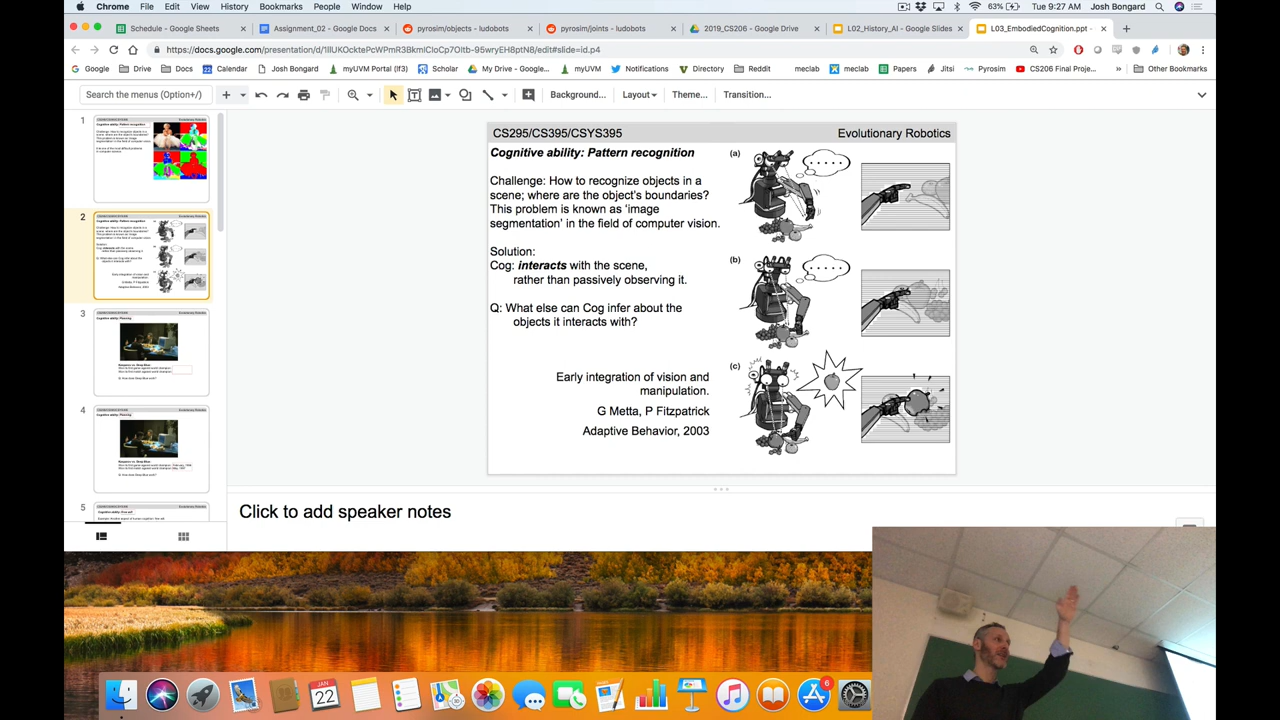 Chrome File Edit View History Bookmarks People Window Help 63% Tue 9:27 AM Josh Bongard
Schedule - Google Sheets Assignment_02 - Google Docs pyrosim/objects - ludobots pyrosim/joints - ludobots 2019_CS206 - Google Drive L02_History_AI - Google Slides L03_EmbodiedCognition.ppt -
Google Drive Docs Calendar Josh Bongard myUVM Portal (lf3) Scholar My Drive - Google... myUVM Notifications Directory Reddit meclab meclab Papers Jitsi Pyrosim CS206 Final Proje... » Other Bookmarks
Search the menus (Option+/) Background... Layout Theme... Transition...
1
2
3
4
5
Evolutionary Robotics
Cognitive ability: Pattern recognition
Challenge: How to recognize objects in a
scene; where are the object's boundaries?
This problem is known as 'image
segmentation' in the field of computer vision.
Solution:
Cog: interacts with the scene,
rather than passively observing it.
Q: What else can Cog infer about the
objects it interacts with?
Early integration of vision and
manipulation.
G Metta, P Fitzpatrick
Adaptive Behavior, 2003
(a)
(b)
(c)
Click to add speaker notes
JAN
22
6